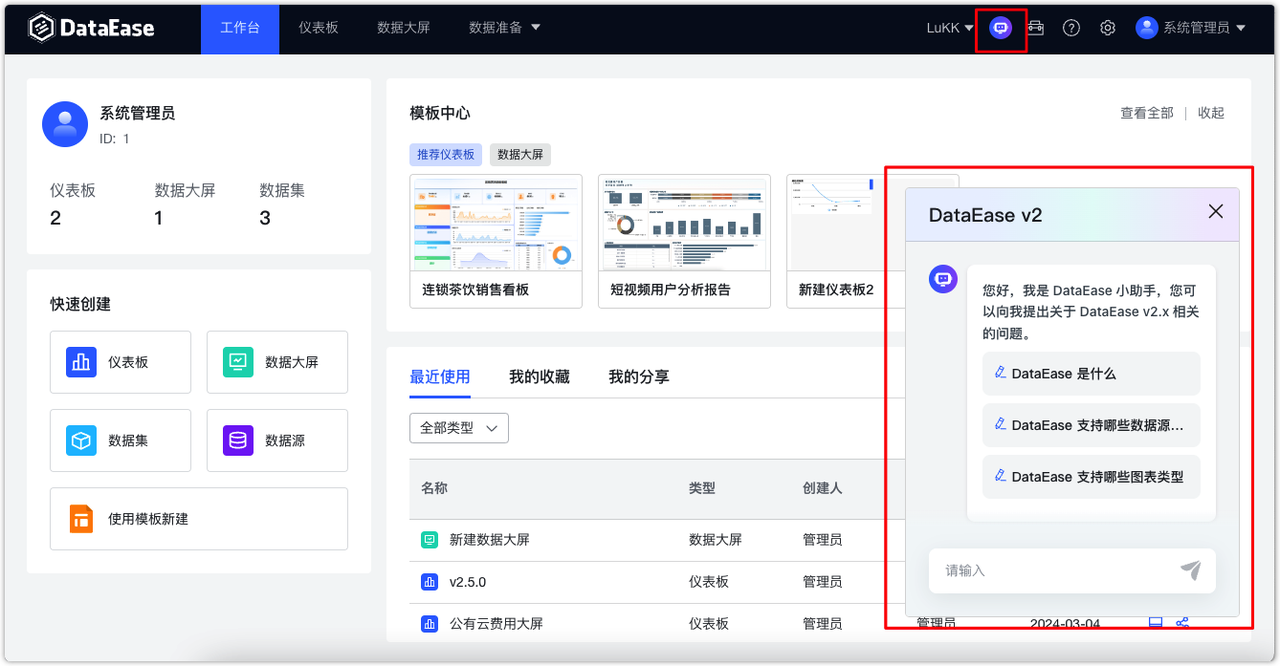 DataEase
工作台
仪表板
数据大屏
数据准备
LuKK
系统管理员
系统管理员
ID: 1
仪表板
数据大屏
数据集
2
1
3
快速创建
仪表板
数据大屏
数据集
数据源
使用模板新建
模板中心
查看全部 | 收起
推荐仪表板
数据大屏
连锁茶饮销售看板
短视频用户分析报告
新建仪表板2
最近使用
我的收藏
我的分享
全部类型
名称
类型
创建人
新建数据大屏
数据大屏
管理员
v2.5.0
仪表板
管理员
公有云费用大屏
仪表板
管理员
管理员
2024-03-04
DataEase v2
您好，我是 DataEase 小助手，您可
以向我提出关于 DataEase v2.x 相关
的问题。
DataEase 是什么
DataEase 支持哪些数据源...
DataEase 支持哪些图表类型
请输入